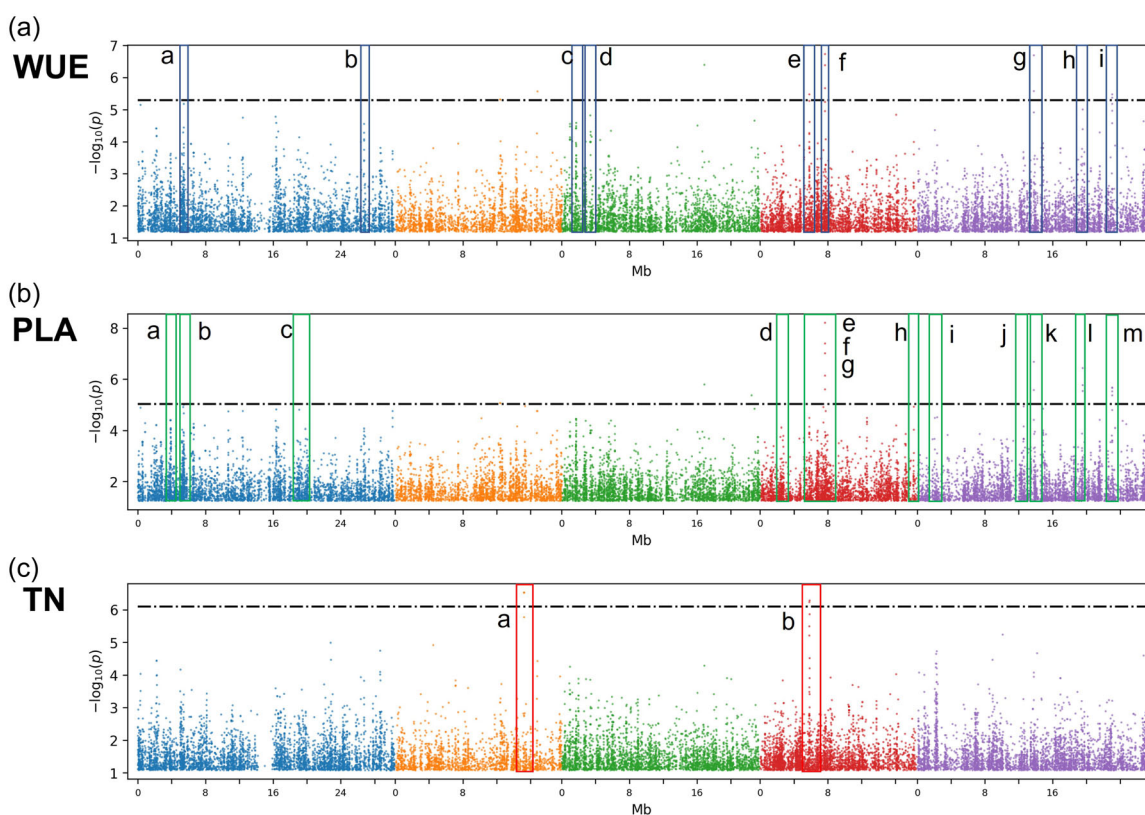 (a)
WUE
a b c d e f g h i
7
6
5
4
3
2
1
−log₁₀(p)
0 8 16 24 0 8 0 8 16 0 8 0 8 16
Mb
(b)
PLA
a b c d e h i j k l m
f
g
8
6
4
2
−log₁₀(p)
0 8 16 24 0 8 0 8 16 0 8 0 8 16
Mb
(c)
TN
a b
6
5
4
3
2
1
−log₁₀(p)
0 8 16 24 0 8 0 8 16 0 8 0 8 16
Mb